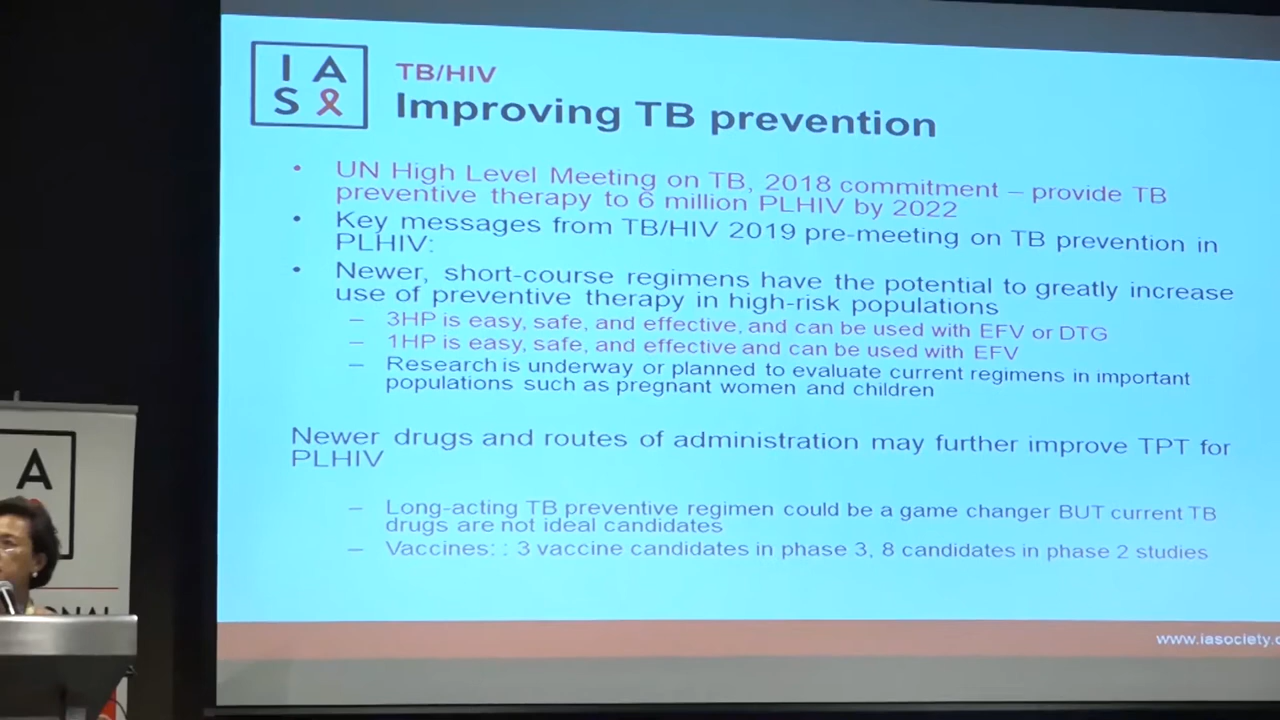 I A
S
TB/HIV
Improving TB prevention
• UN High Level Meeting on TB, 2018 commitment – provide TB
preventive therapy to 6 million PLHIV by 2022
• Key messages from TB/HIV 2019 pre-meeting on TB prevention in
PLHIV:
• Newer, short-course regimens have the potential to greatly increase
use of preventive therapy in high-risk populations
– 3HP is easy, safe, and effective, and can be used with EFV or DTG
– 1HP is easy, safe, and effective and can be used with EFV
– Research is underway or planned to evaluate current regimens in important
populations such as pregnant women and children
Newer drugs and routes of administration may further improve TPT for
PLHIV
– Long-acting TB preventive regimen could be a game changer BUT current TB
drugs are not ideal candidates
– Vaccines: : 3 vaccine candidates in phase 3, 8 candidates in phase 2 studies
www.iasociety.o
A
ONAL